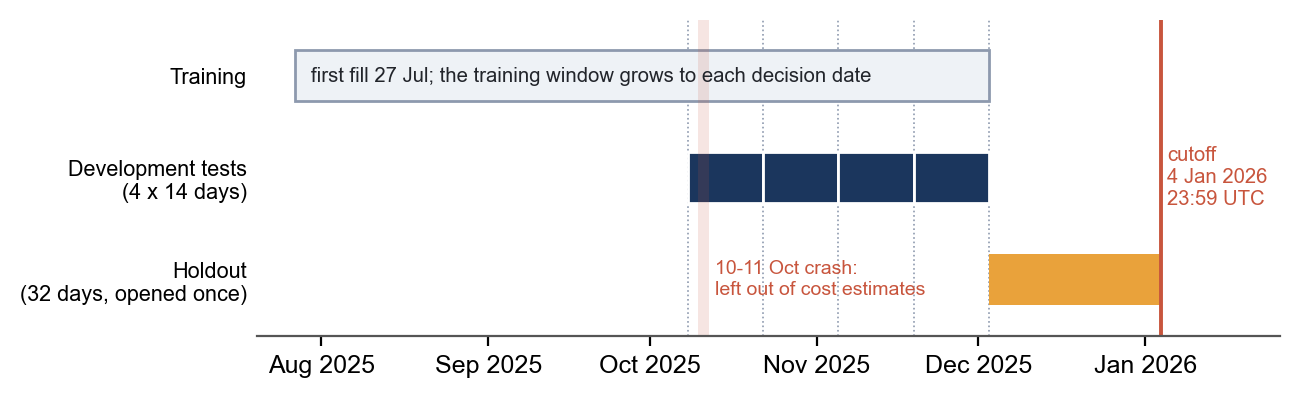 Training
first fill 27 Jul; the training window grows to each decision date
Development tests
(4 x 14 days)
cutoff
4 Jan 2026
23:59 UTC
Holdout
(32 days, opened once)
10-11 Oct crash:
left out of cost estimates
Aug 2025
Sep 2025
Oct 2025
Nov 2025
Dec 2025
Jan 2026